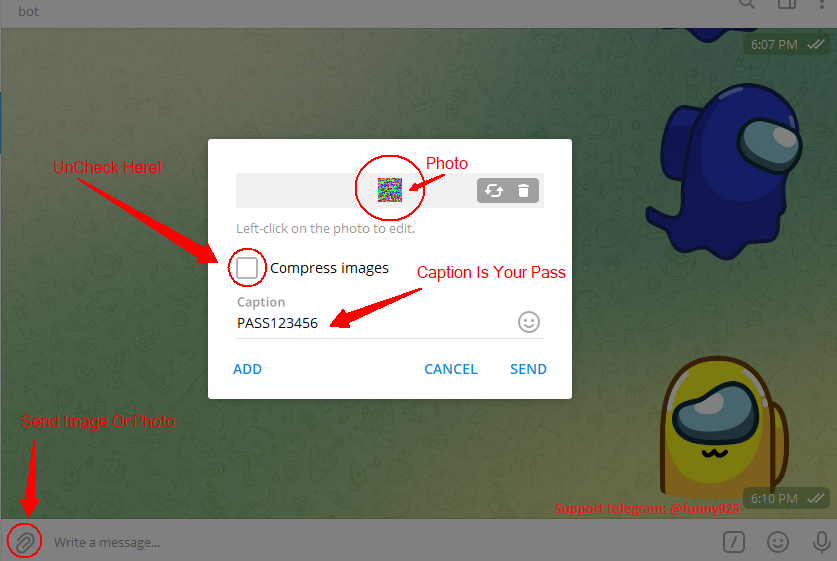 bot
6:07 PM
UnCheck Here!
Photo
Left-click on the photo to edit.
Compress images
Caption Is Your Pass
Caption
PASS123456
ADD
CANCEL
SEND
Send Image Or Photo
6:10 PM
Support telegram: @funny925
Write a message...